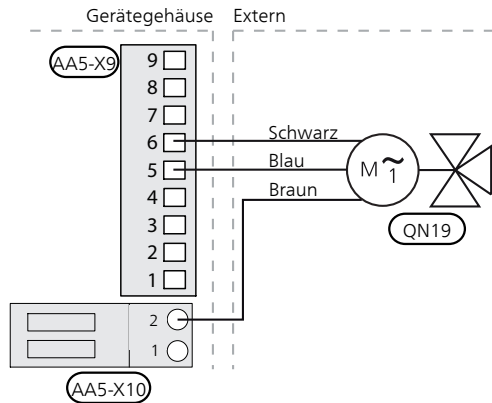 Gerätegehäuse Extern
AA5-X9
9
8
7
6
5
4
3
2
1
Schwarz
Blau
Braun
M ~ 1
QN19
2
1
AA5-X10